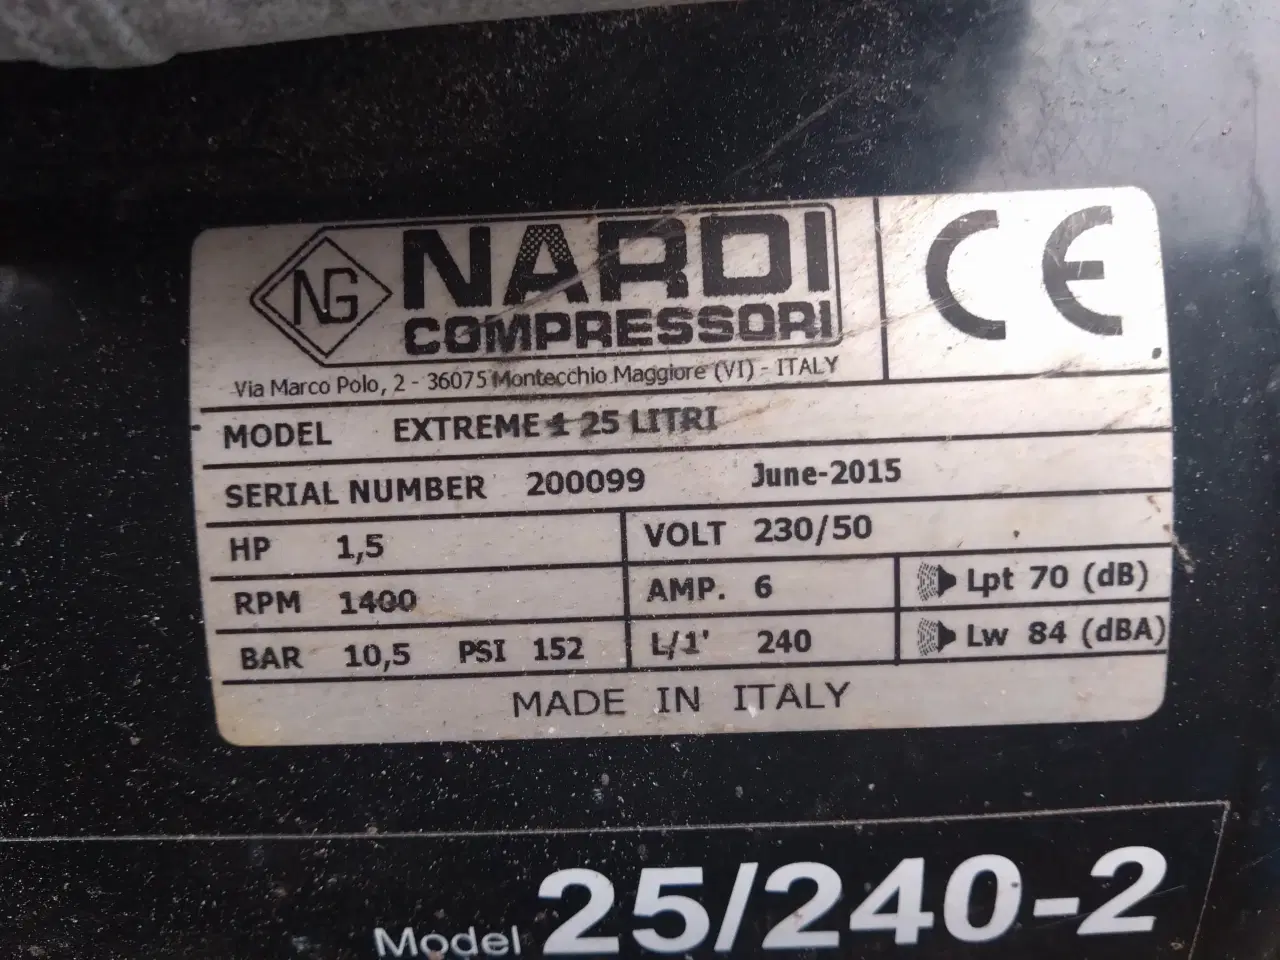 NG NARDI
COMPRESSORI
CE
Via Marco Polo, 2 - 36075 Montecchio Maggiore (VI) - ITALY
MODEL EXTREME 1 25 LITRI
SERIAL NUMBER 200099 June-2015
HP 1,5 VOLT 230/50
RPM 1400 AMP. 6 Lpt 70 (dB)
BAR 10,5 PSI 152 L/1' 240 Lw 84 (dBA)
MADE IN ITALY
Model 25/240-2